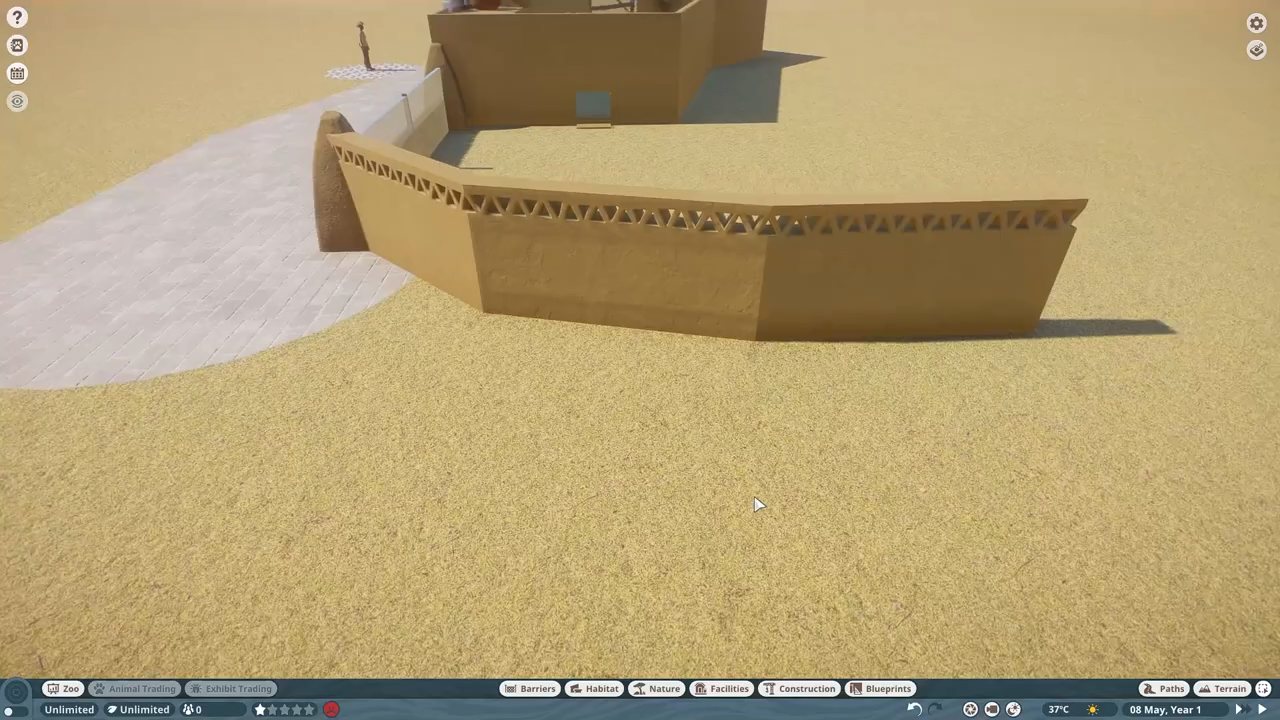 ?
Zoo
Animal Trading
Exhibit Trading
Barriers
Habitat
Nature
Facilities
Construction
Blueprints
Paths
Terrain
Unlimited
Unlimited
0
37°C
08 May, Year 1